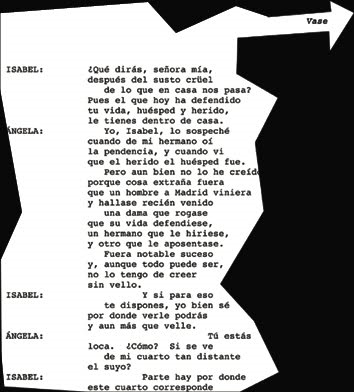 Vase
ISABEL: ¿Qué dirás, señora mía,
después del susto crüel
de lo que en casa nos pasa?
Pues el que hoy ha defendido
tu vida, huésped y herido,
le tienes dentro de casa.
ÁNGELA: Yo, Isabel, lo sospeché
cuando de mi hermano oí
la pendencia, y cuando vi
que el herido el huésped fue.
Pero aun bien no lo he creído
porque cosa extraña fuera
que un hombre a Madrid viniera
y hallase recién venido
una dama que rogase
que su vida defendiese,
un hermano que le hiriese,
y otro que le aposentase.
Fuera notable suceso
y, aunque todo puede ser,
no lo tengo de creer
sin vello.
ISABEL: Y si para eso
te dispones, yo bien sé
por donde verle podrás
y aun más que velle.
ÁNGELA: Tú estás
loca. ¿Cómo? Si se ve
de mi cuarto tan distante
el suyo?
ISABEL: Parte hay por donde
este cuarto corresponde